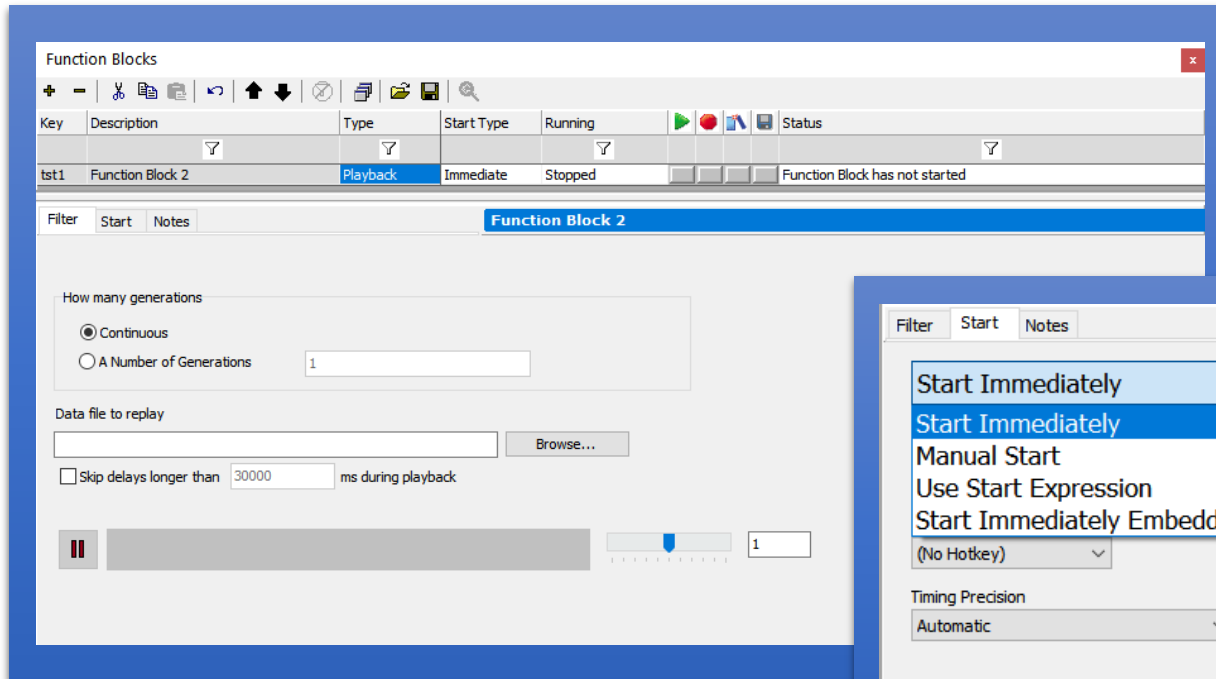 Function Blocks
x
Key Description Type Start Type Running Status
tst1 Function Block 2 Playback Immediate Stopped Function Block has not started
Filter Start Notes Function Block 2
How many generations
Continuous
A Number of Generations 1
Data file to replay
Browse...
Skip delays longer than 30000 ms during playback
1
Filter Start Notes
Start Immediately
Start Immediately
Manual Start
Use Start Expression
Start Immediately Embedd
(No Hotkey)
Timing Precision
Automatic